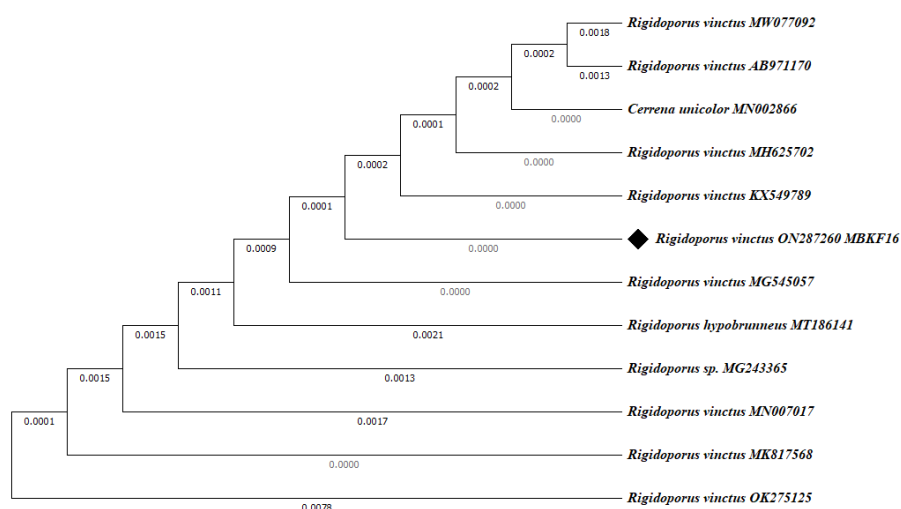 Rigidoporus vinctus MW077092
0.0018
0.0002
Rigidoporus vinctus AB971170
0.0013
0.0002
Cerrena unicolor MN002866
0.0000
0.0001
Rigidoporus vinctus MH625702
0.0000
0.0002
Rigidoporus vinctus KX549789
0.0000
0.0001
Rigidoporus vinctus ON287260 MBKF16
0.0009
0.0000
Rigidoporus vinctus MG545057
0.0011
0.0000
Rigidoporus hypobrunneus MT186141
0.0015
0.0021
Rigidoporus sp. MG243365
0.0015
0.0013
Rigidoporus vinctus MN007017
0.0001
0.0017
Rigidoporus vinctus MK817568
0.0000
Rigidoporus vinctus OK275125
0.0078